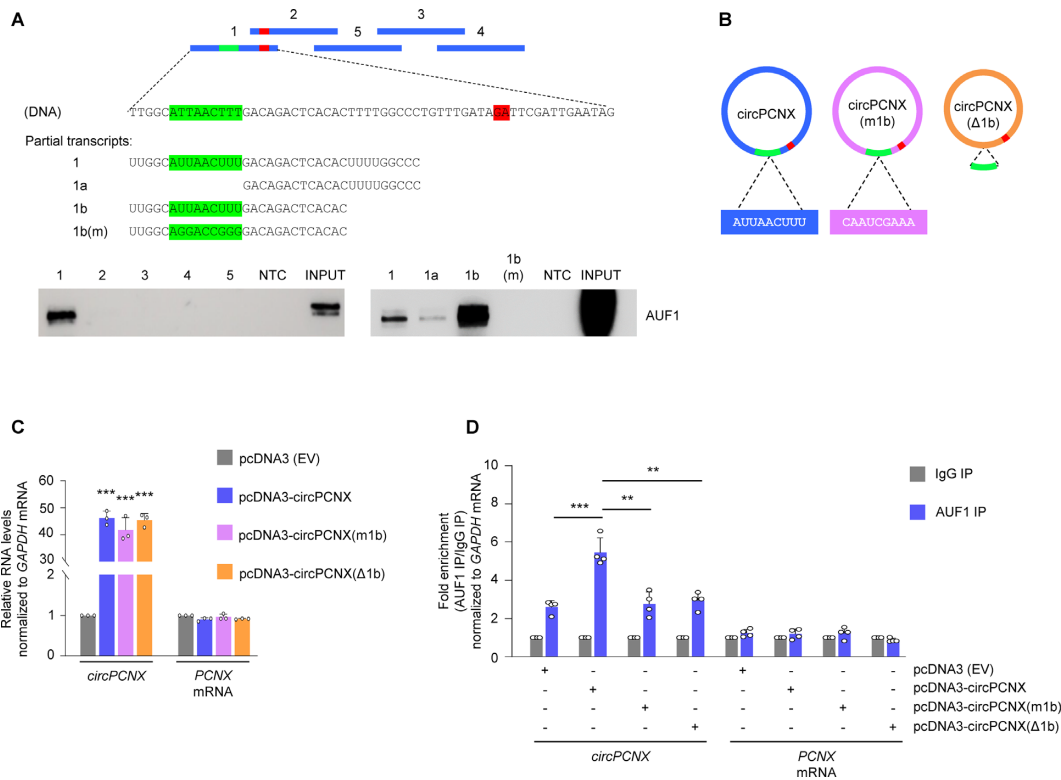 A
2
3
1
5
4
(DNA)
TTGGCATTAACTTTGACAGACTCACACTTTTGGCCCTGTTTGATAGATTCGATTGAATAG
Partial transcripts:
1 UUGGCAUUAACUUUGACAGACUCACACUUUUGGCCC
1a GACAGACUCACACUUUUGGCCC
1b UUGGCAUUAACUUUGACAGACUCACAC
1b(m) UUGGCAGGACCGGGGACAGACUCACAC
1 2 3 4 5 NTC INPUT
1 1a 1b 1b (m) NTC INPUT
AUF1
B
circPCNX
circPCNX (m1b)
circPCNX (Δ1b)
AUUAACUUU
CAAUCGAAA
C
Relative RNA levels
normalized to GAPDH mRNA
60
50
40
30
2
1
0
***
***
***
pcDNA3 (EV)
pcDNA3-circPCNX
pcDNA3-circPCNX(m1b)
pcDNA3-circPCNX(Δ1b)
circPCNX
PCNX
mRNA
D
Fold enrichment
(AUF1 IP/IgG IP)
normalized to GAPDH mRNA
10
8
6
4
2
0
**
***
**
IgG IP
AUF1 IP
+ - - - + - - - pcDNA3 (EV)
- + - - - + - - pcDNA3-circPCNX
- - + - - - + - pcDNA3-circPCNX(m1b)
- - - + - - - + pcDNA3-circPCNX(Δ1b)
circPCNX
PCNX
mRNA